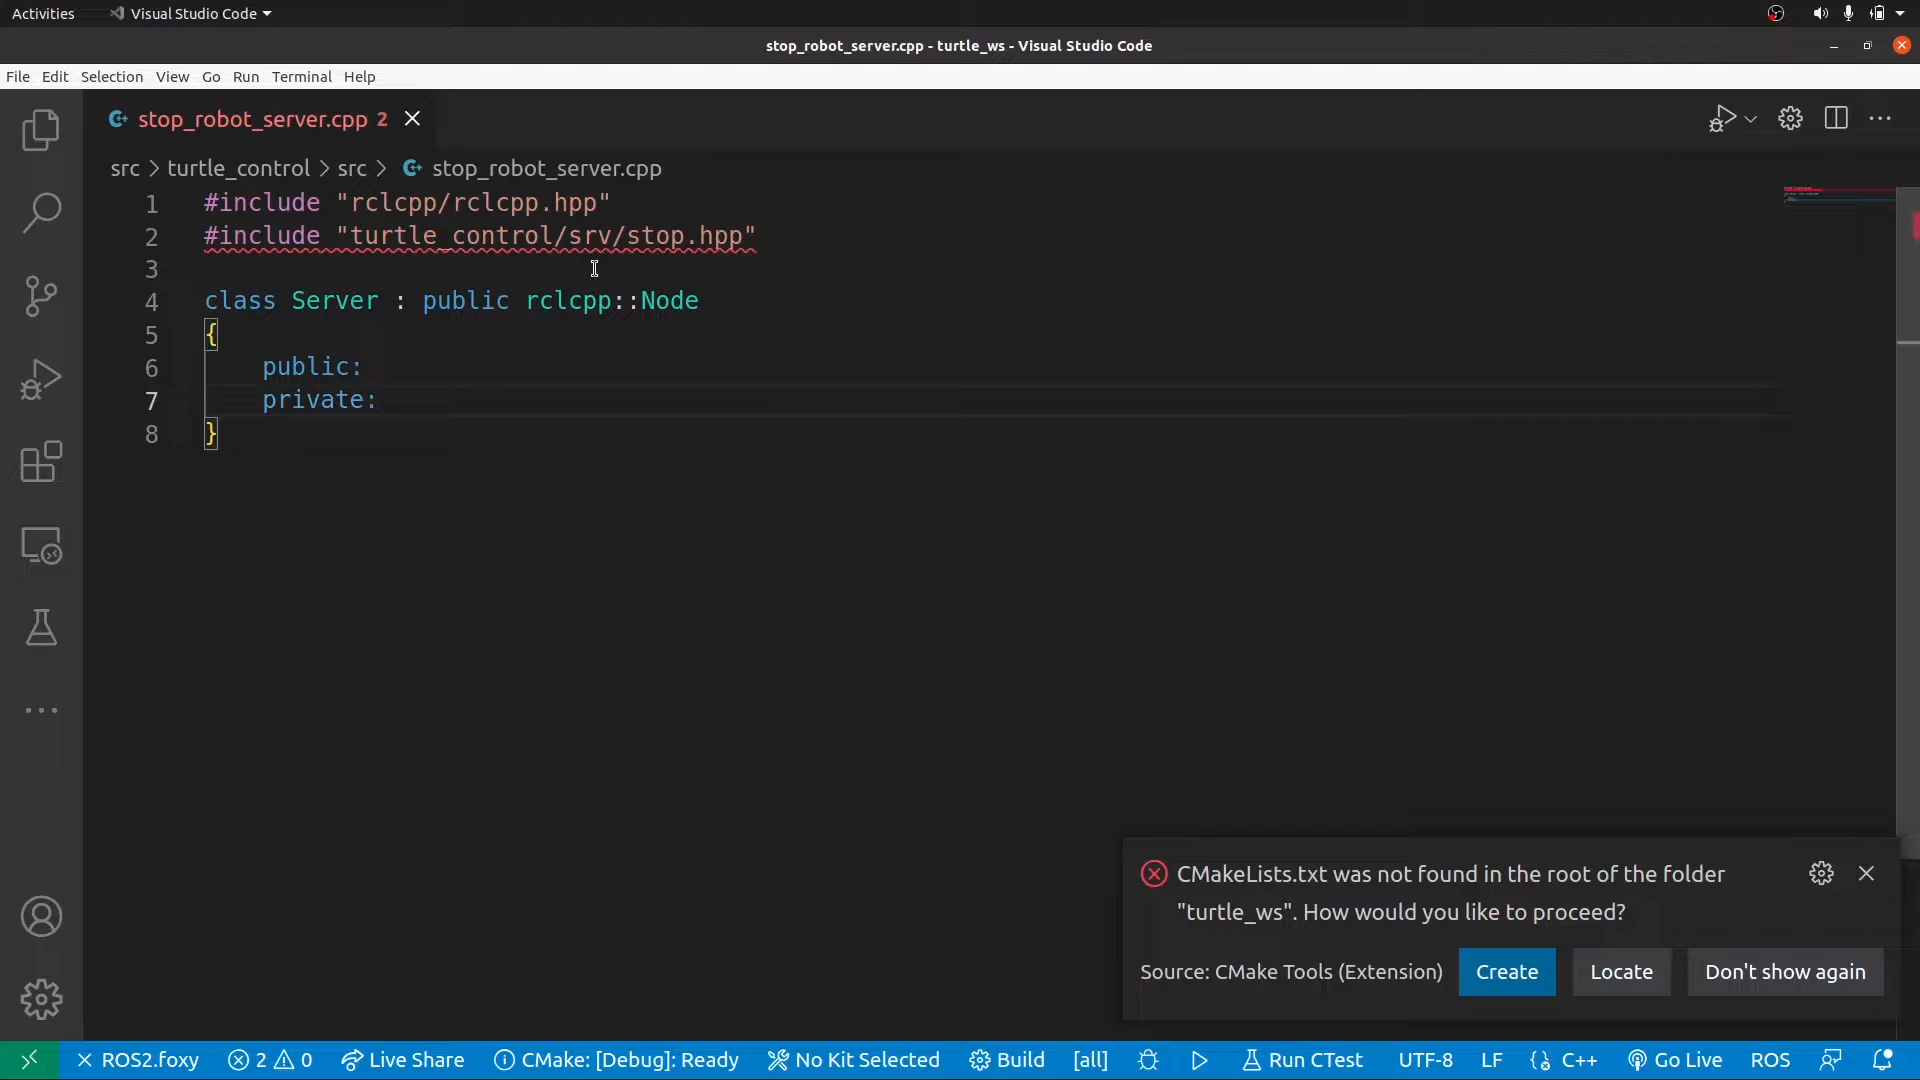 Activities Visual Studio Code
stop_robot_server.cpp - turtle_ws - Visual Studio Code
File Edit Selection View Go Run Terminal Help
stop_robot_server.cpp 2
src > turtle_control > src > stop_robot_server.cpp
1 #include "rclcpp/rclcpp.hpp"
2 #include "turtle_control/srv/stop.hpp"
3
4 class Server : public rclcpp::Node
5 {
6 public:
7 private:
8 }
CMakeLists.txt was not found in the root of the folder
"turtle_ws". How would you like to proceed?
Source: CMake Tools (Extension) Create Locate Don't show again
ROS2.foxy 2 0 Live Share CMake: [Debug]: Ready No Kit Selected Build [all] Run CTest UTF-8 LF C++ Go Live ROS